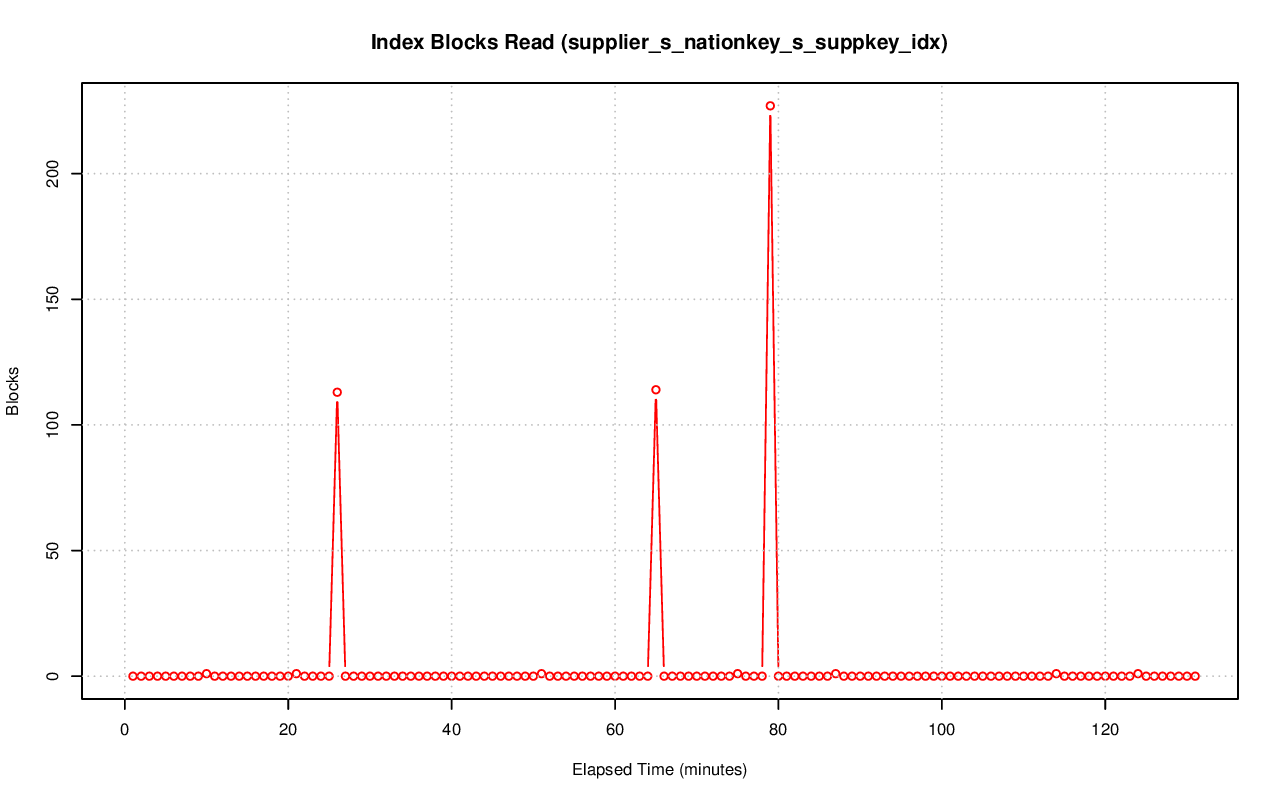 Index Blocks Read (supplier_s_nationkey_s_suppkey_idx)
200
150
100
50
0
Blocks
0 20 40 60 80 100 120
Elapsed Time (minutes)